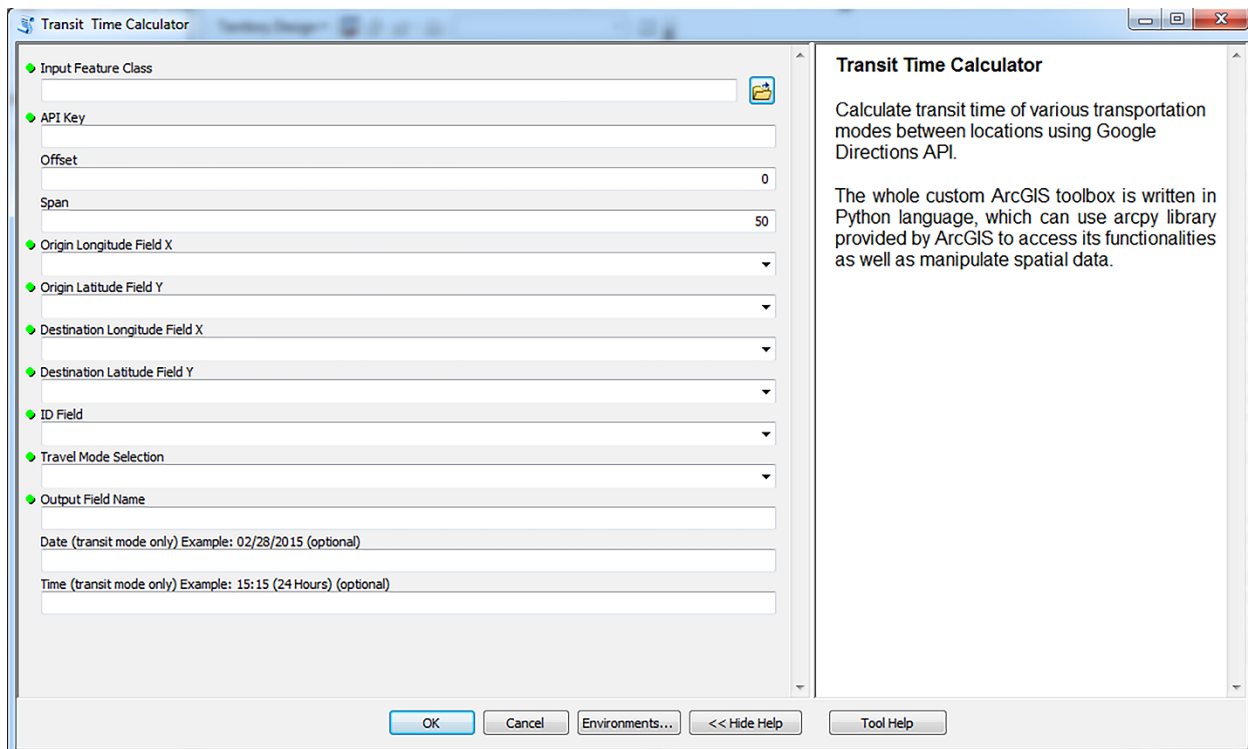 Transit Time Calculator
Input Feature Class
API Key
Offset
0
Span
50
Origin Longitude Field X
Origin Latitude Field Y
Destination Longitude Field X
Destination Latitude Field Y
ID Field
Travel Mode Selection
Output Field Name
Date (transit mode only) Example: 02/28/2015 (optional)
Time (transit mode only) Example: 15:15 (24 Hours) (optional)
Transit Time Calculator
Calculate transit time of various transportation
modes between locations using Google
Directions API.
The whole custom ArcGIS toolbox is written in
Python language, which can use arcpy library
provided by ArcGIS to access its functionalities
as well as manipulate spatial data.
OK
Cancel
Environments...
<< Hide Help
Tool Help